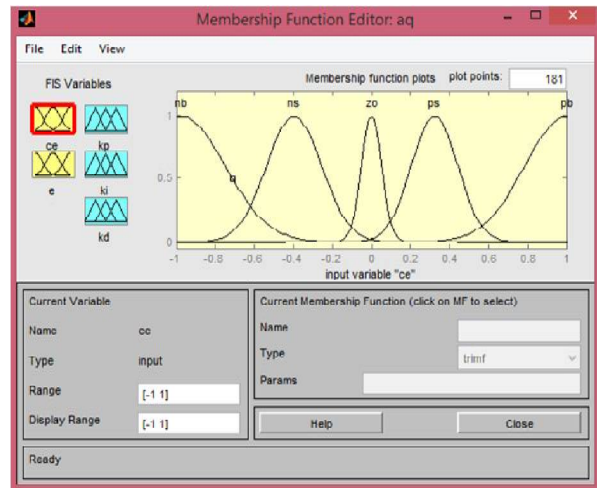 Membership Function Editor: aq
File Edit View
FIS Variables
ce
kp
e
ki
kd
Membership function plots plot points: 181
nb ns zo ps pb
1
0.5
0
-1 -0.8 -0.6 -0.4 -0.2 0 0.2 0.4 0.6 0.8 1
input variable "ce"
Current Variable
Name ce
Type input
Range [-1 1]
Display Range [-1 1]
Current Membership Function (click on MF to select)
Name
Type trimf
Params
Help Close
Ready